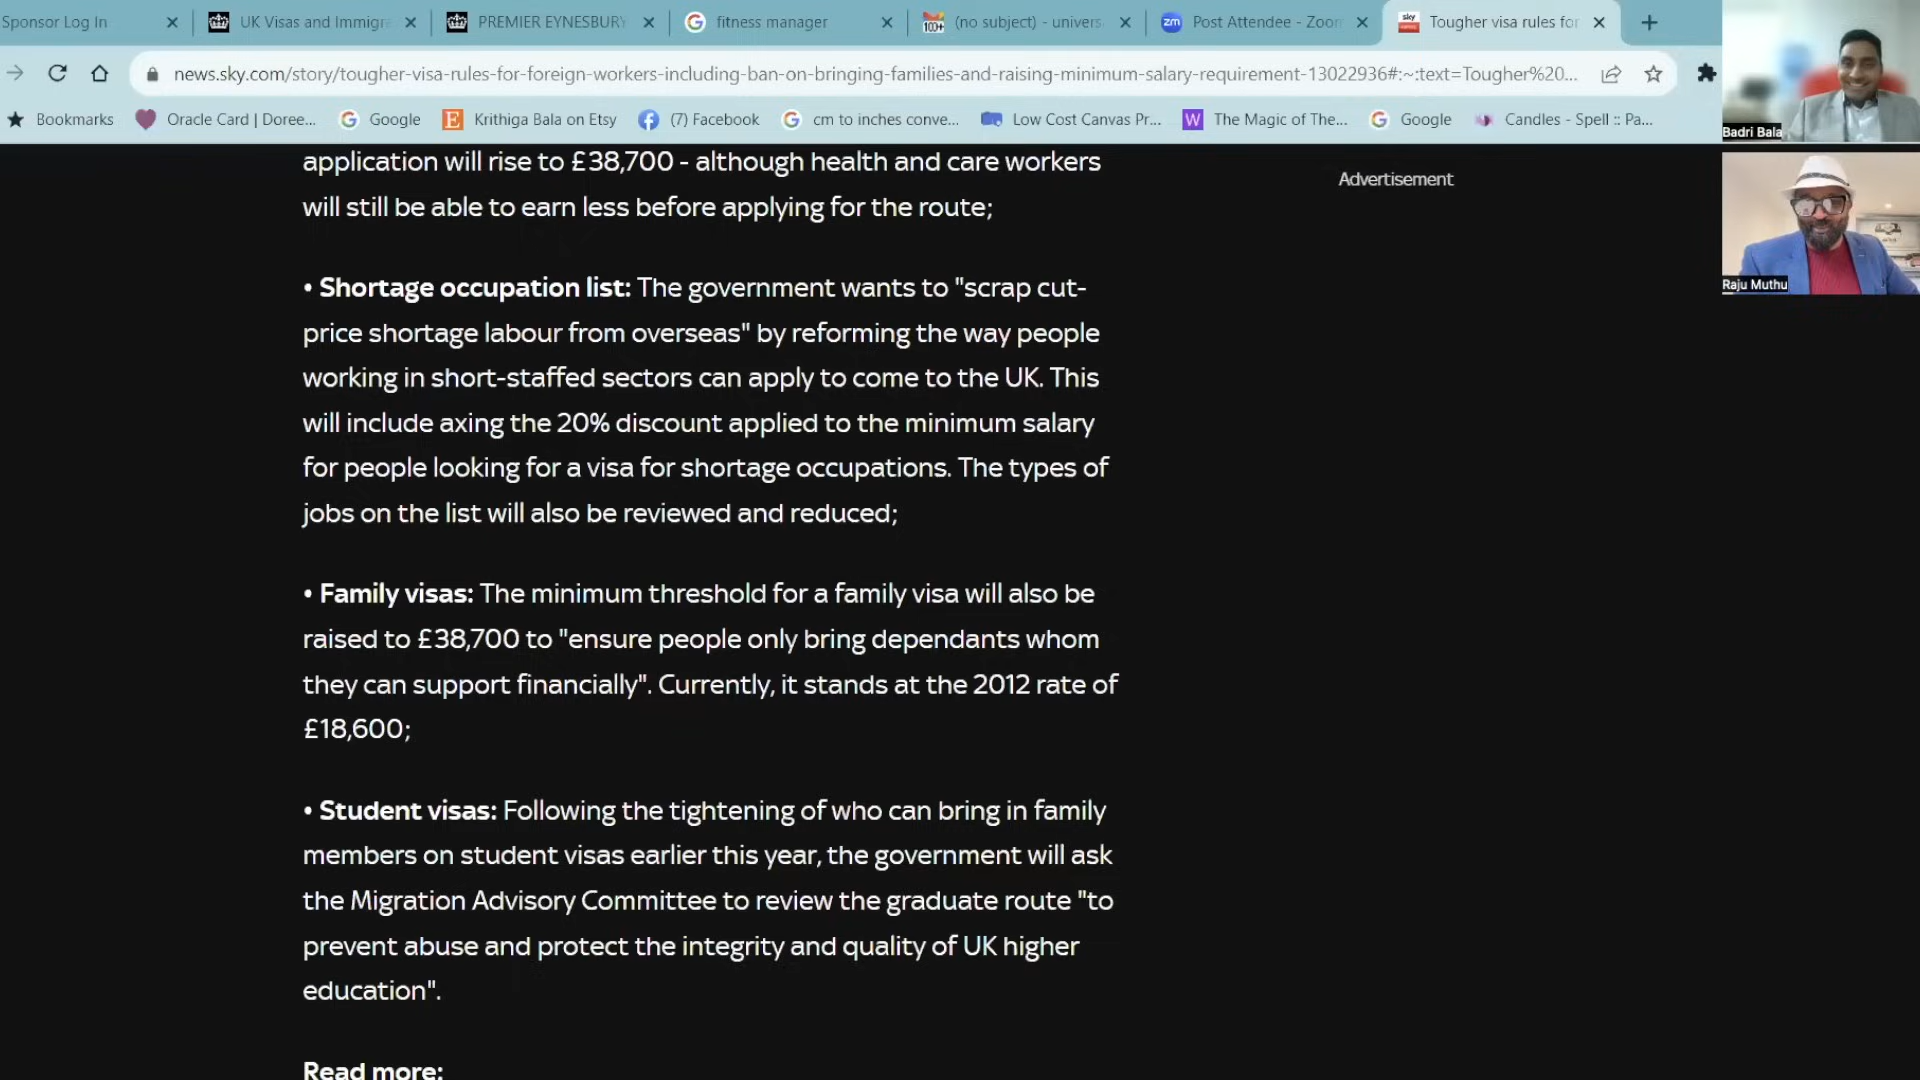 Sponsor Log In
UK Visas and Immigr
PREMIER EYNESBURY
fitness manager
100+
(no subject) - univers
zm
Post Attendee - Zoom
sky
Tougher visa rules for
news.sky.com/story/tougher-visa-rules-for-foreign-workers-including-ban-on-bringing-families-and-raising-minimum-salary-requirement-13022936#:~:text=Tougher%20...
Bookmarks
Oracle Card | Doree...
Google
E
Krithiga Bala on Etsy
(7) Facebook
cm to inches conve...
Low Cost Canvas Pr...
W
The Magic of The...
Google
Candles - Spell :: Pa...
Badri Bala
Raju Muthu
Advertisement
application will rise to £38,700 - although health and care workers
will still be able to earn less before applying for the route;
• Shortage occupation list: The government wants to "scrap cut-
price shortage labour from overseas" by reforming the way people
working in short-staffed sectors can apply to come to the UK. This
will include axing the 20% discount applied to the minimum salary
for people looking for a visa for shortage occupations. The types of
jobs on the list will also be reviewed and reduced;
• Family visas: The minimum threshold for a family visa will also be
raised to £38,700 to "ensure people only bring dependants whom
they can support financially". Currently, it stands at the 2012 rate of
£18,600;
• Student visas: Following the tightening of who can bring in family
members on student visas earlier this year, the government will ask
the Migration Advisory Committee to review the graduate route "to
prevent abuse and protect the integrity and quality of UK higher
education".
Read more: